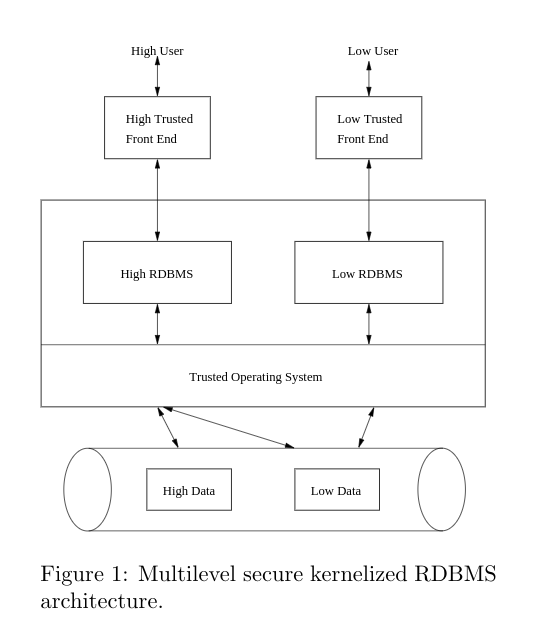 High User
Low User
High Trusted
Front End
Low Trusted
Front End
High RDBMS
Low RDBMS
Trusted Operating System
High Data
Low Data
Figure 1: Multilevel secure kernelized RDBMS
architecture.